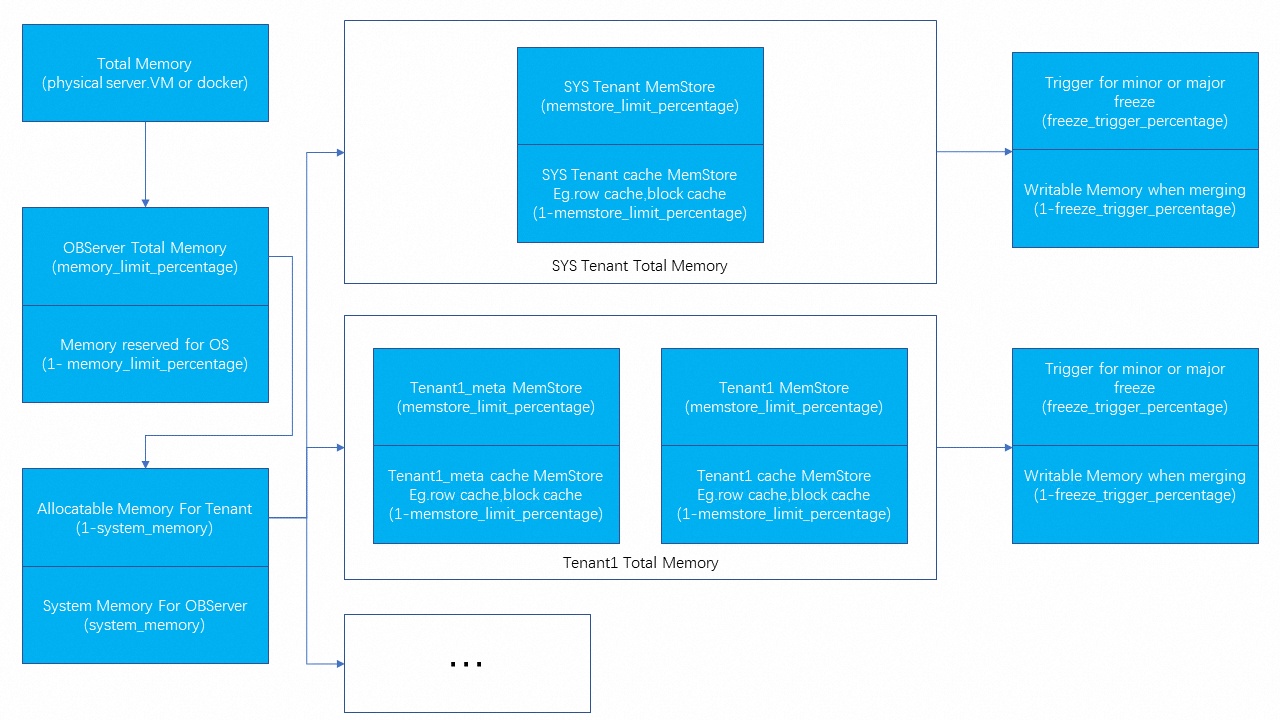 Total Memory
(physical server.VM or docker)
OBServer Total Memory
(memory_limit_percentage)
Memory reserved for OS
(1- memory_limit_percentage)
Allocatable Memory For Tenant
(1-system_memory)
System Memory For OBServer
(system_memory)
SYS Tenant MemStore
(memstore_limit_percentage)
SYS Tenant cache MemStore
Eg.row cache,block cache
(1-memstore_limit_percentage)
SYS Tenant Total Memory
Trigger for minor or major
freeze
(freeze_trigger_percentage)
Writable Memory when merging
(1-freeze_trigger_percentage)
Tenant1_meta MemStore
(memstore_limit_percentage)
Tenant1_meta cache MemStore
Eg.row cache,block cache
(1-memstore_limit_percentage)
Tenant1 MemStore
(memstore_limit_percentage)
Tenant1 cache MemStore
Eg.row cache,block cache
(1-memstore_limit_percentage)
Tenant1 Total Memory
Trigger for minor or major
freeze
(freeze_trigger_percentage)
Writable Memory when merging
(1-freeze_trigger_percentage)
...